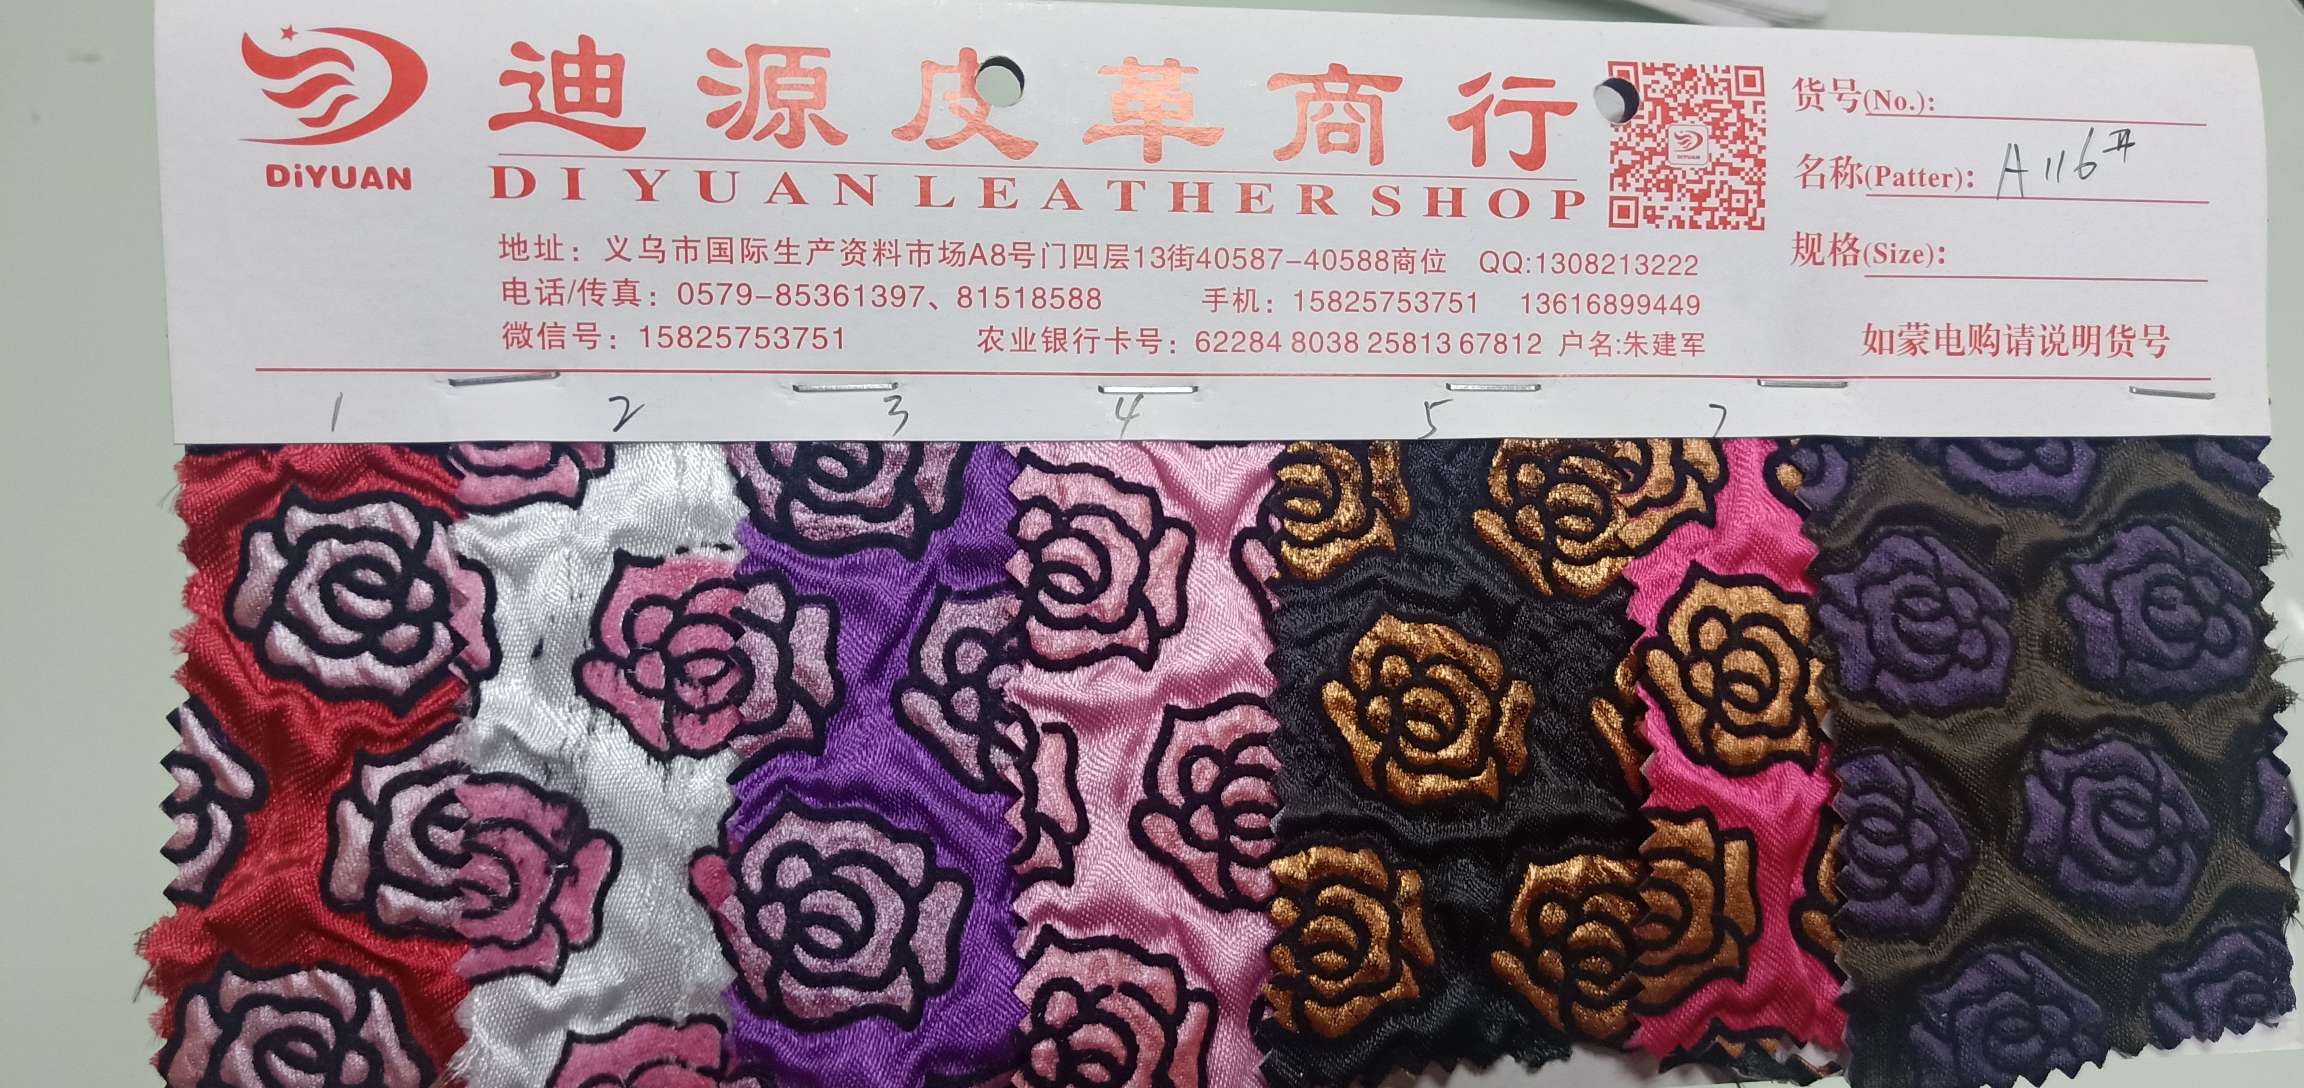 DiYUAN
迪源皮革商行
DI YUAN LEATHER SHOP
DIYUAN
地址：义乌市国际生产资料市场A8号门四层13街40587-40588商位 QQ:1308213222
电话/传真：0579-85361397、81518588 手机：15825753751 13616899449
微信号：15825753751 农业银行卡号：62284 8038 25813 67812 户名:朱建军
货号(No.):
名称(Patter): A116#
规格(Size):
如蒙电购请说明货号
1 2 3 4 5 7